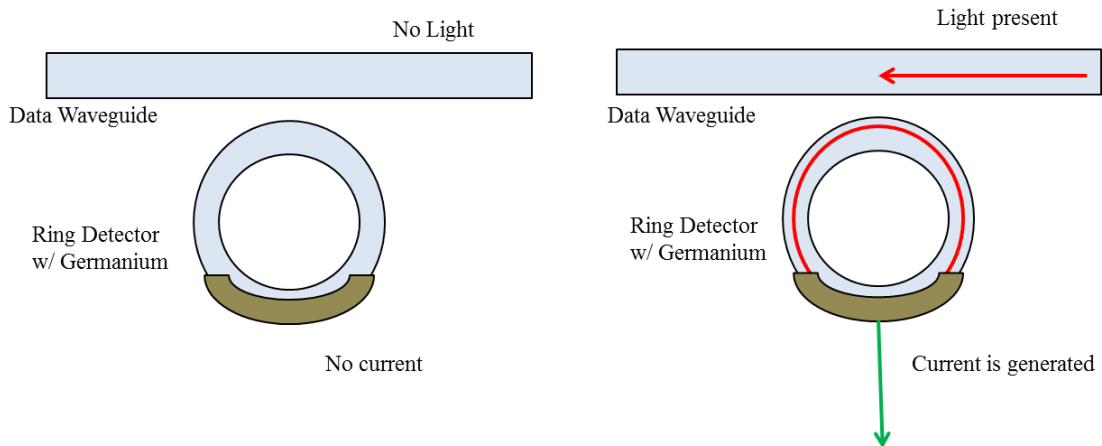 No Light
Data Waveguide
Ring Detector
w/ Germanium
No current
Light present
Data Waveguide
Ring Detector
w/ Germanium
Current is generated